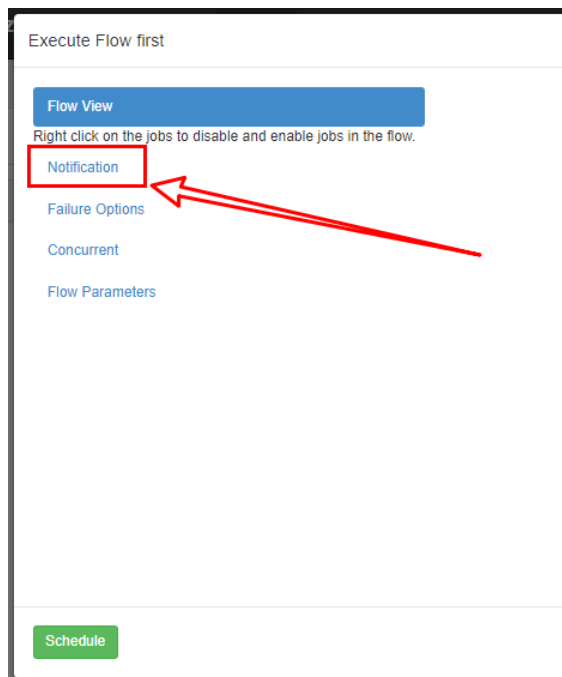 Execute Flow first
Flow View
Right click on the jobs to disable and enable jobs in the flow.
Notification
Failure Options
Concurrent
Flow Parameters
Schedule